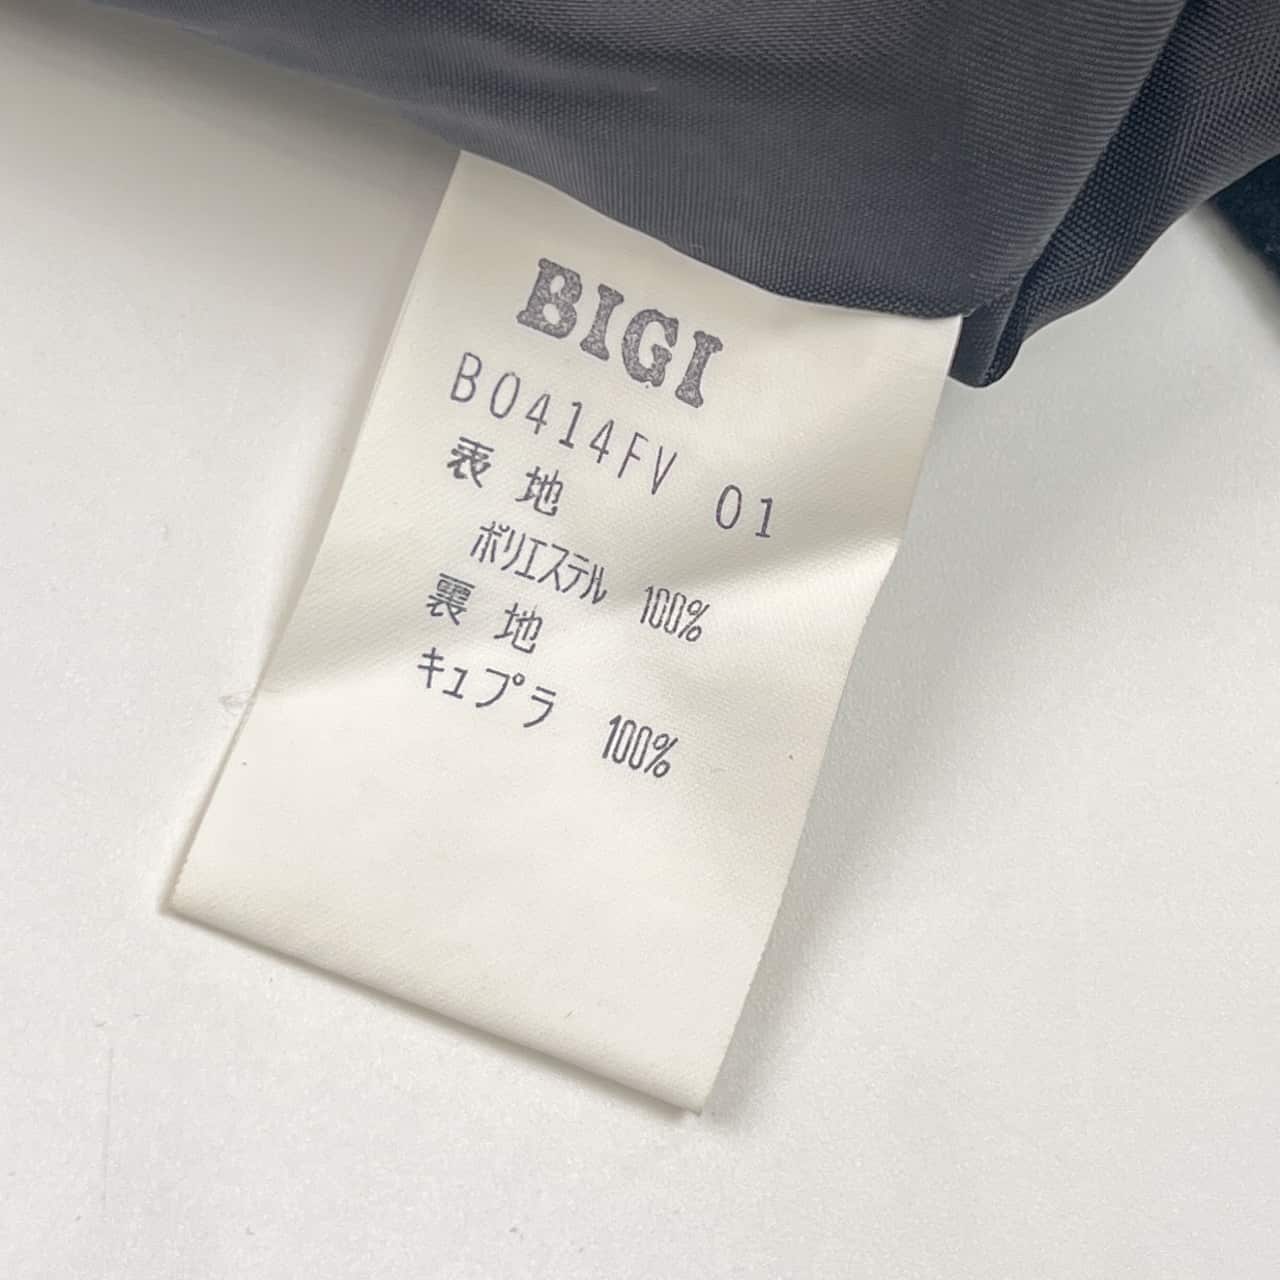 BIGI
B0414FV 01
表 地
ポリエステル 100%
裏 地
キュプラ 100%